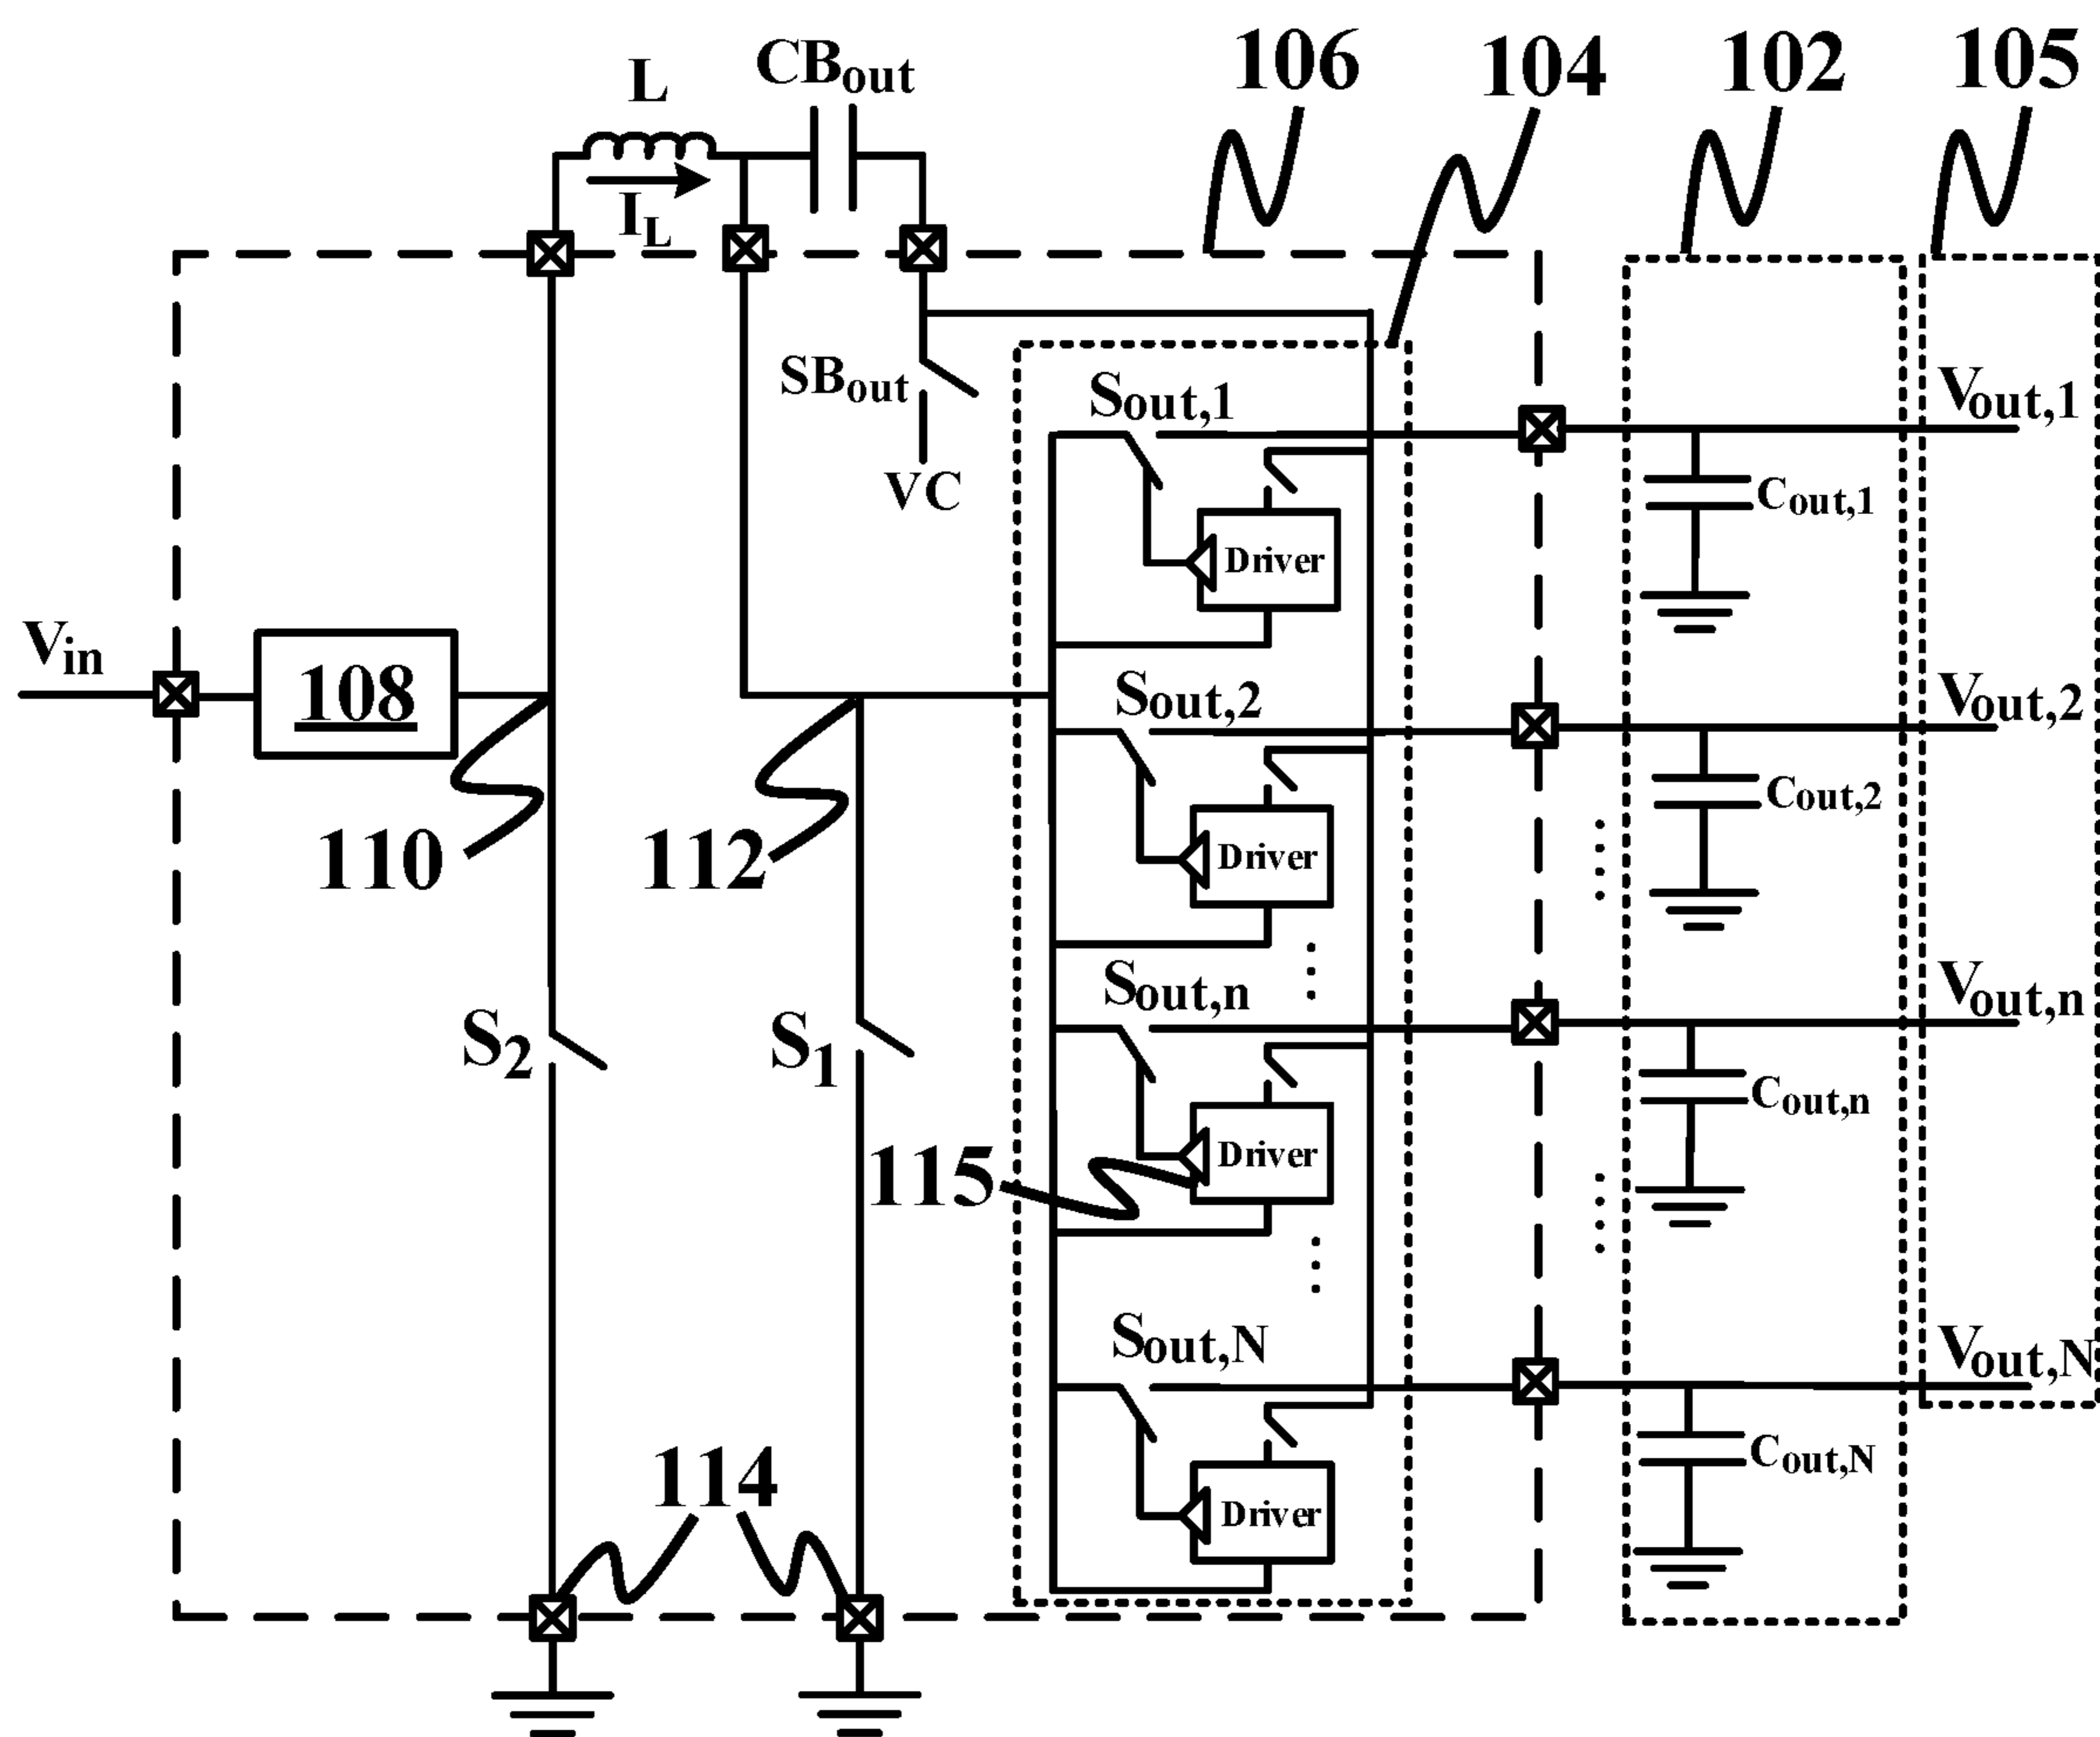 106
104
102
105
L
CBout
IL
SBout
VC
Sout,1
Vout,1
Cout,1
Driver
Vin
108
Sout,2
Vout,2
Cout,2
Driver
110
112
Sout,n
Vout,n
S2
S1
Cout,n
Driver
115
Sout,N
Vout,N
Cout,N
114
Driver